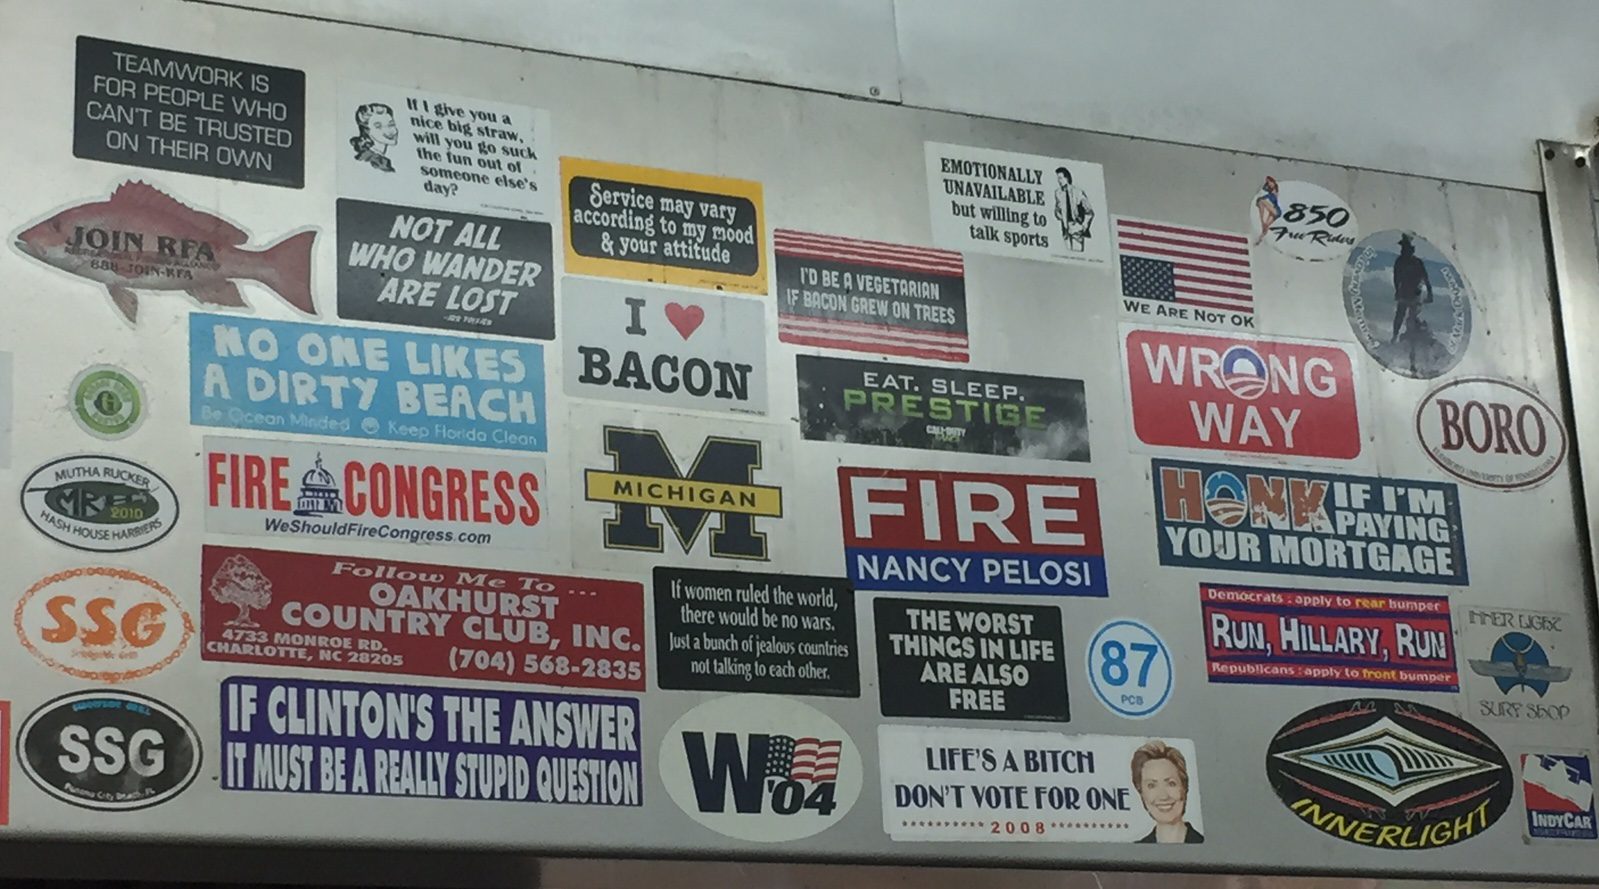 TEAMWORK IS
FOR PEOPLE WHO
CAN'T BE TRUSTED
ON THEIR OWN
If I give you a
nice big straw,
will you go suck
the fun out of
someone else's
day?
Service may vary
according to my mood
& your attitude
EMOTIONALLY
UNAVAILABLE
but willing to
talk sports
850
Free Riders
JOIN RFA
888-JOIN-RFA
NOT ALL
WHO WANDER
ARE LOST
I'D BE A VEGETARIAN
IF BACON GREW ON TREES
WE ARE NOT OK
NO ONE LIKES
A DIRTY BEACH
Be Ocean Minded Keep Florida Clean
I
BACON
EAT. SLEEP.
PRESTIGE
CALL OF DUTY
WRONG
WAY
BORO
G
MUTHA RUCKER
MR
2010
HASH HOUSE HARRIERS
FIRE CONGRESS
WeShouldFireCongress.com
M
MICHIGAN
FIRE
NANCY PELOSI
HONK IF I'M
PAYING
YOUR MORTGAGE
SSG
Follow Me To ...
OAKHURST
COUNTRY CLUB, INC.
4733 MONROE RD.
CHARLOTTE, NC 28205
(704) 568-2835
If women ruled the world,
there would be no wars.
Just a bunch of jealous countries
not talking to each other.
THE WORST
THINGS IN LIFE
ARE ALSO
FREE
87
PCB
Democrats : apply to rear bumper
RUN, HILLARY, RUN
Republicans : apply to front bumper
INNER LIGHT
SURF SHOP
SSG
Panama City Beach, FL
IF CLINTON'S THE ANSWER
IT MUST BE A REALLY STUPID QUESTION
W'04
LIFE'S A BITCH
DON'T VOTE FOR ONE
********** 2008 **********
INNERLIGHT
INDYCAR